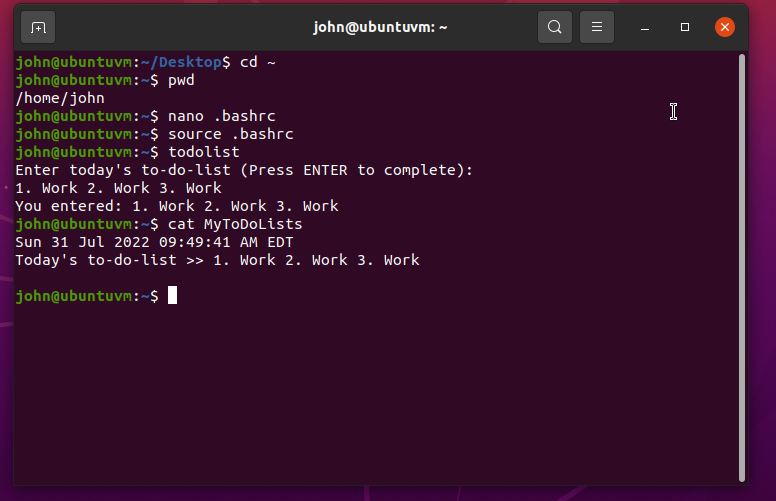 john@ubuntuvm: ~
john@ubuntuvm:~/Desktop$ cd ~
john@ubuntuvm:~$ pwd
/home/john
john@ubuntuvm:~$ nano .bashrc
john@ubuntuvm:~$ source .bashrc
john@ubuntuvm:~$ todolist
Enter today's to-do-list (Press ENTER to complete):
1. Work 2. Work 3. Work
You entered: 1. Work 2. Work 3. Work
john@ubuntuvm:~$ cat MyToDoLists
Sun 31 Jul 2022 09:49:41 AM EDT
Today's to-do-list >> 1. Work 2. Work 3. Work
john@ubuntuvm:~$